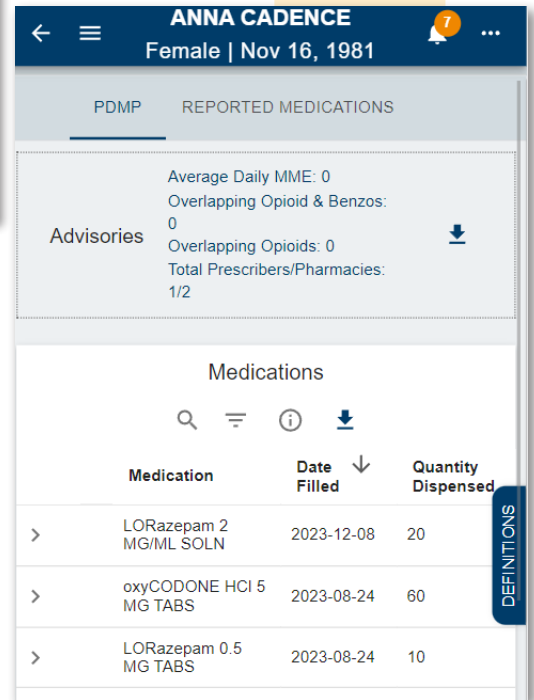 ANNA CADENCE
Female | Nov 16, 1981
7
PDMP REPORTED MEDICATIONS
Advisories
Average Daily MME: 0
Overlapping Opioid & Benzos:
0
Overlapping Opioids: 0
Total Prescribers/Pharmacies:
1/2
Medications
Medication Date Filled Quantity Dispensed
LORazepam 2
MG/ML SOLN 2023-12-08 20
oxyCODONE HCl 5
MG TABS 2023-08-24 60
LORazepam 0.5
MG TABS 2023-08-24 10
DEFINITIONS